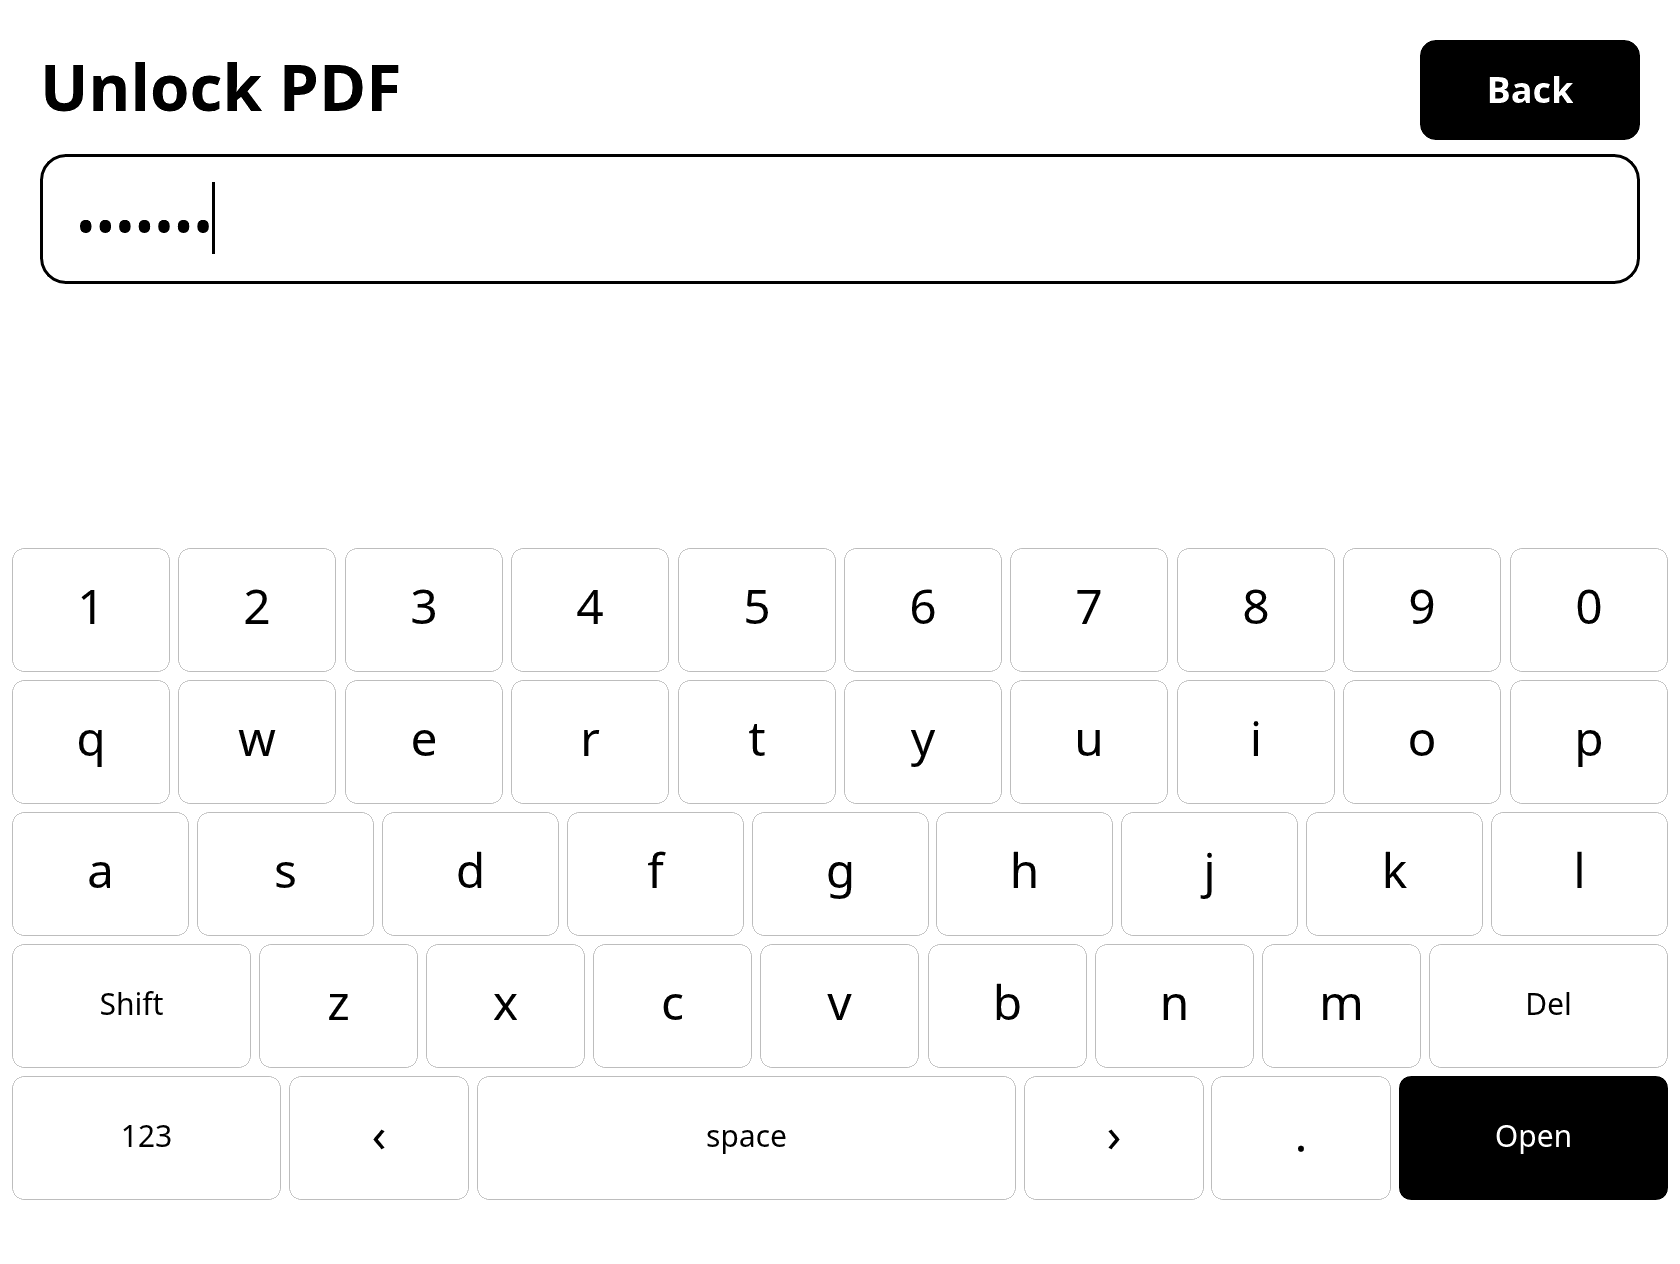 Unlock PDF
Back
•••••••
1 2 3 4 5 6 7 8 9 0
q w e r t y u i o p
a s d f g h j k l
Shift z x c v b n m Del
123 ‹ space › . Open